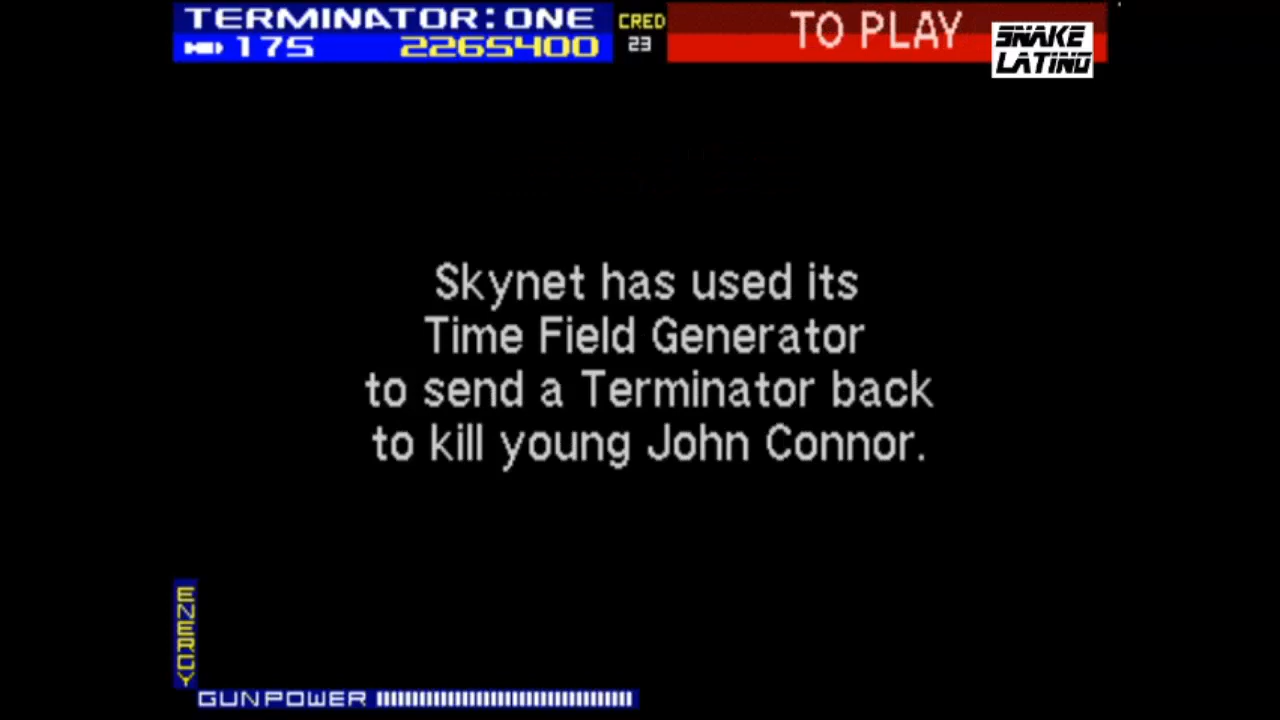 TERMINATOR:ONE
175 2265400
CRED
23
TO PLAY
SNAKE
LATINO
Skynet has used its
Time Field Generator
to send a Terminator back
to kill young John Connor.
ENERGY
GUNPOWER